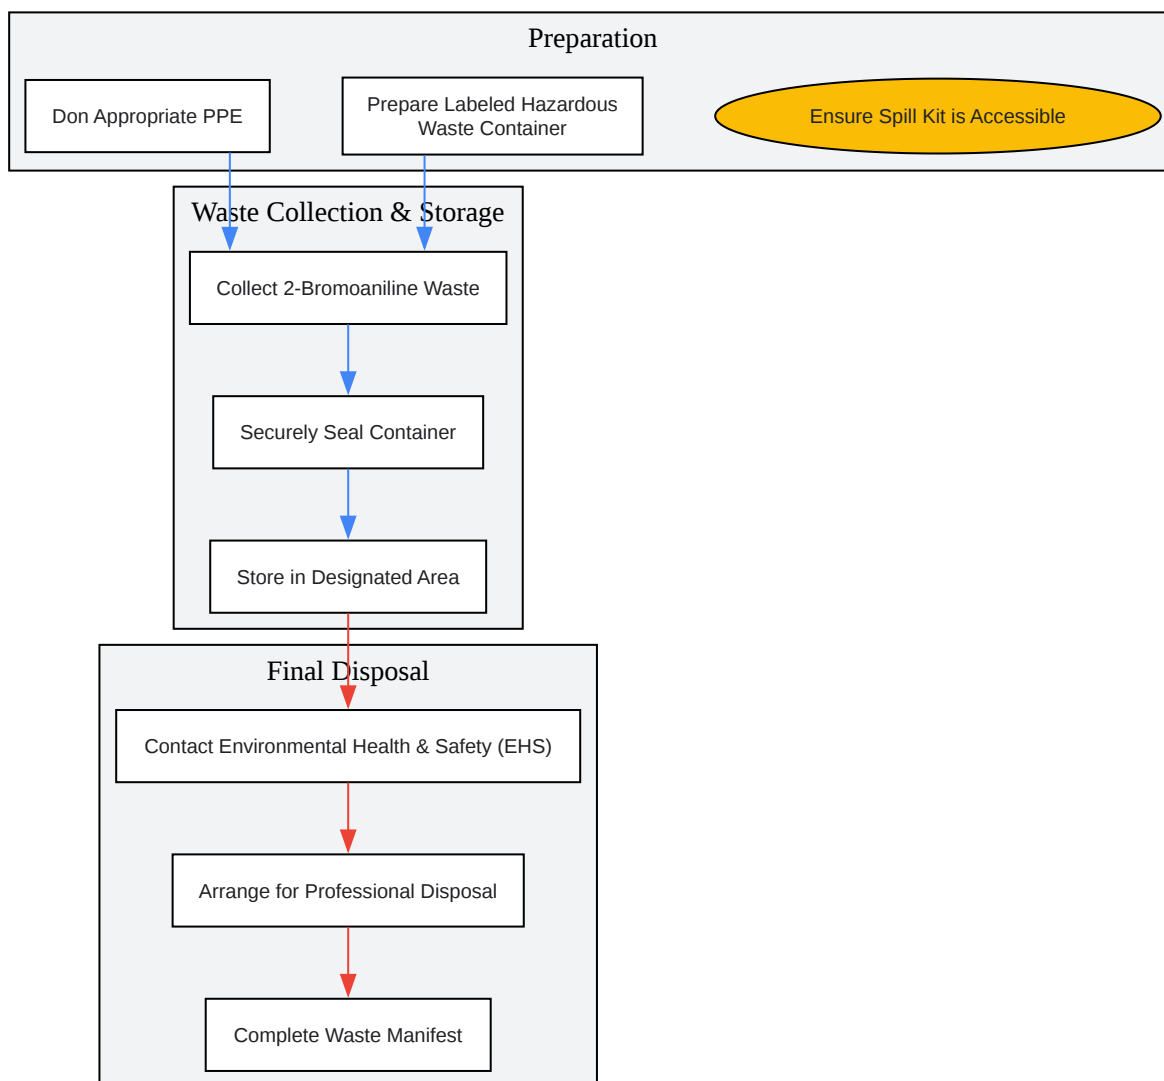 Preparation
Don Appropriate PPE
Prepare Labeled Hazardous
Waste Container
Ensure Spill Kit is Accessible
Waste Collection & Storage
Collect 2-Bromoaniline Waste
Securely Seal Container
Store in Designated Area
Final Disposal
Contact Environmental Health & Safety (EHS)
Arrange for Professional Disposal
Complete Waste Manifest